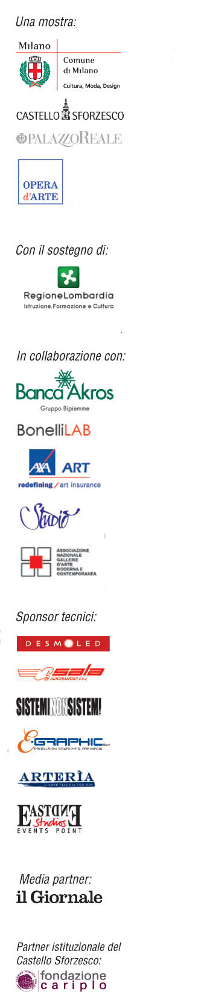 Una mostra:
Milano
Comune
di Milano
Cultura, Moda, Design
CASTELLO SFORZESCO
PALAZZOREALE
OPERA
d'ARTE
Con il sostegno di:
RegioneLombardia
Istruzione, Formazione e Cultura
In collaborazione con:
Banca Akros
Gruppo Bipiemme
BonelliLAB
AXA ART
redefining / art insurance
Studio
ASSOCIAZIONE
NAZIONALE
GALLERIE
D'ARTE
MODERNA E
CONTEMPORANEA
Sponsor tecnici:
DESMOLED
sala
AUTOTRASPORTI S.n.c.
SISTEMINONSISTEMI
E-GRAPHIC SpA
PRODUZIONI GRAFICHE & PRE-MEDIA
ARTERÌA
L'ARTE VIAGGIA CON NOI
EASTEND
Studios
EVENTS POINT
Media partner:
il Giornale
Partner istituzionale del
Castello Sforzesco:
fondazione
cariplo